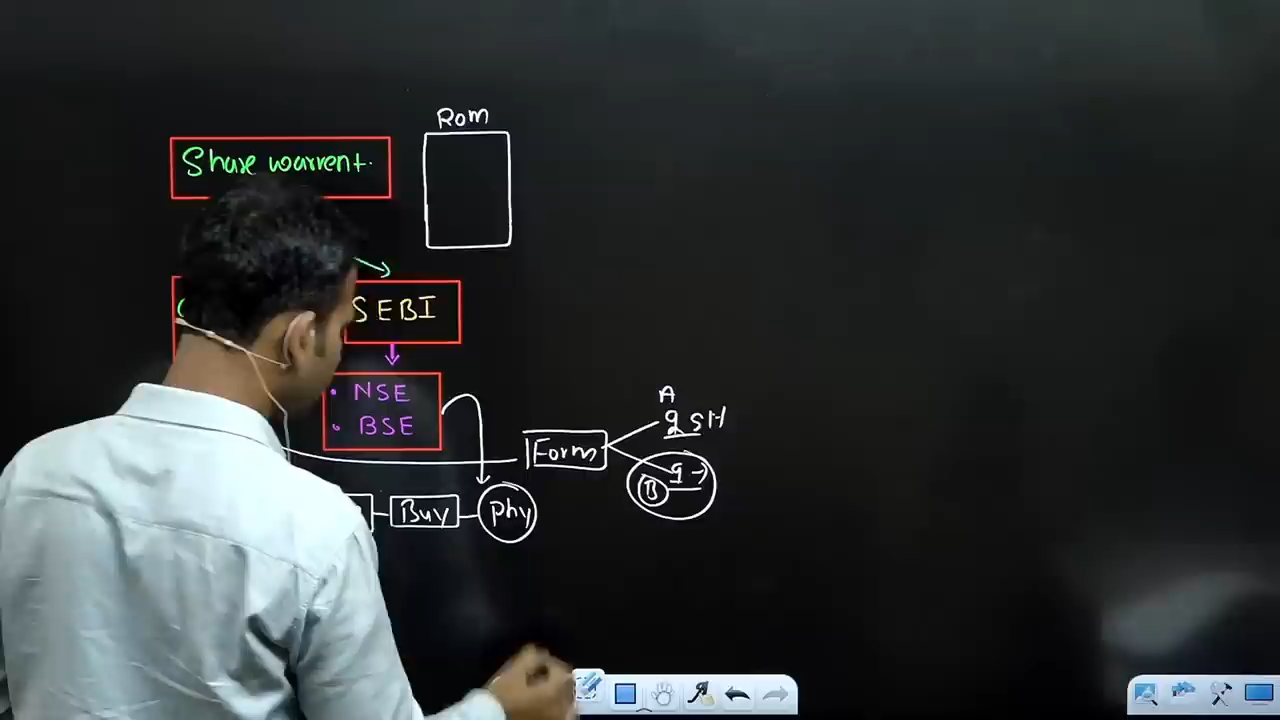 Rom
Share warrent.
SEBI
• NSE
• BSE
A
Form
B
Buy
Phy